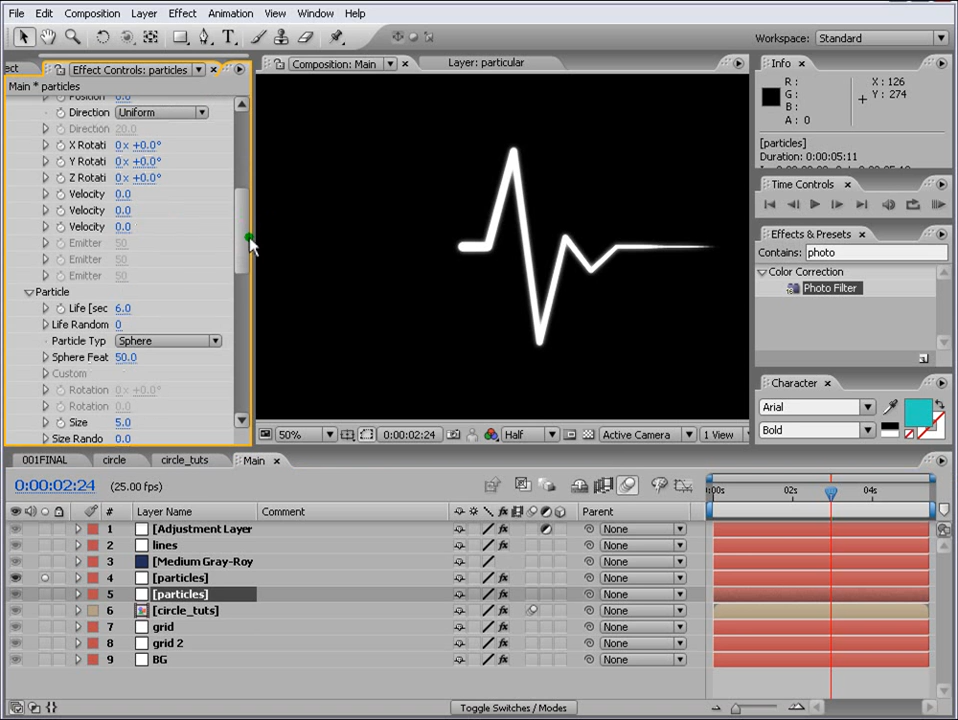 File Edit Composition Layer Effect Animation View Window Help
Workspace: Standard
ect Effect Controls: particles
Main * particles
Position 0.0
Direction Uniform
Direction 20.0
X Rotati 0x +0.0°
Y Rotati 0x +0.0°
Z Rotati 0x +0.0°
Velocity 0.0
Velocity 0.0
Velocity 0.0
Emitter 50
Emitter 50
Emitter 50
Particle
Life [sec 6.0
Life Random 0
Particle Typ Sphere
Sphere Feat 50.0
Custom
Rotation 0x +0.0°
Rotation 0.0
Size 5.0
Size Rando 0.0
Composition: Main Layer: particular
50% 0:00:02:24 Half Active Camera 1 View
Info
R :
G :
B :
A : 0
X : 126
Y : 274
[particles]
Duration: 0:00:05:11
Time Controls
Effects & Presets
Contains: photo
Color Correction
Photo Filter
Character
Arial
Bold
001FINAL circle circle_tuts Main
0:00:02:24 (25.00 fps)
:00s 02s 04s
# Layer Name Comment Parent
1 [Adjustment Layer None
2 lines None
3 [Medium Gray-Roy None
4 [particles] None
5 [particles] None
6 [circle_tuts] None
7 grid None
8 grid 2 None
9 BG None
Toggle Switches / Modes